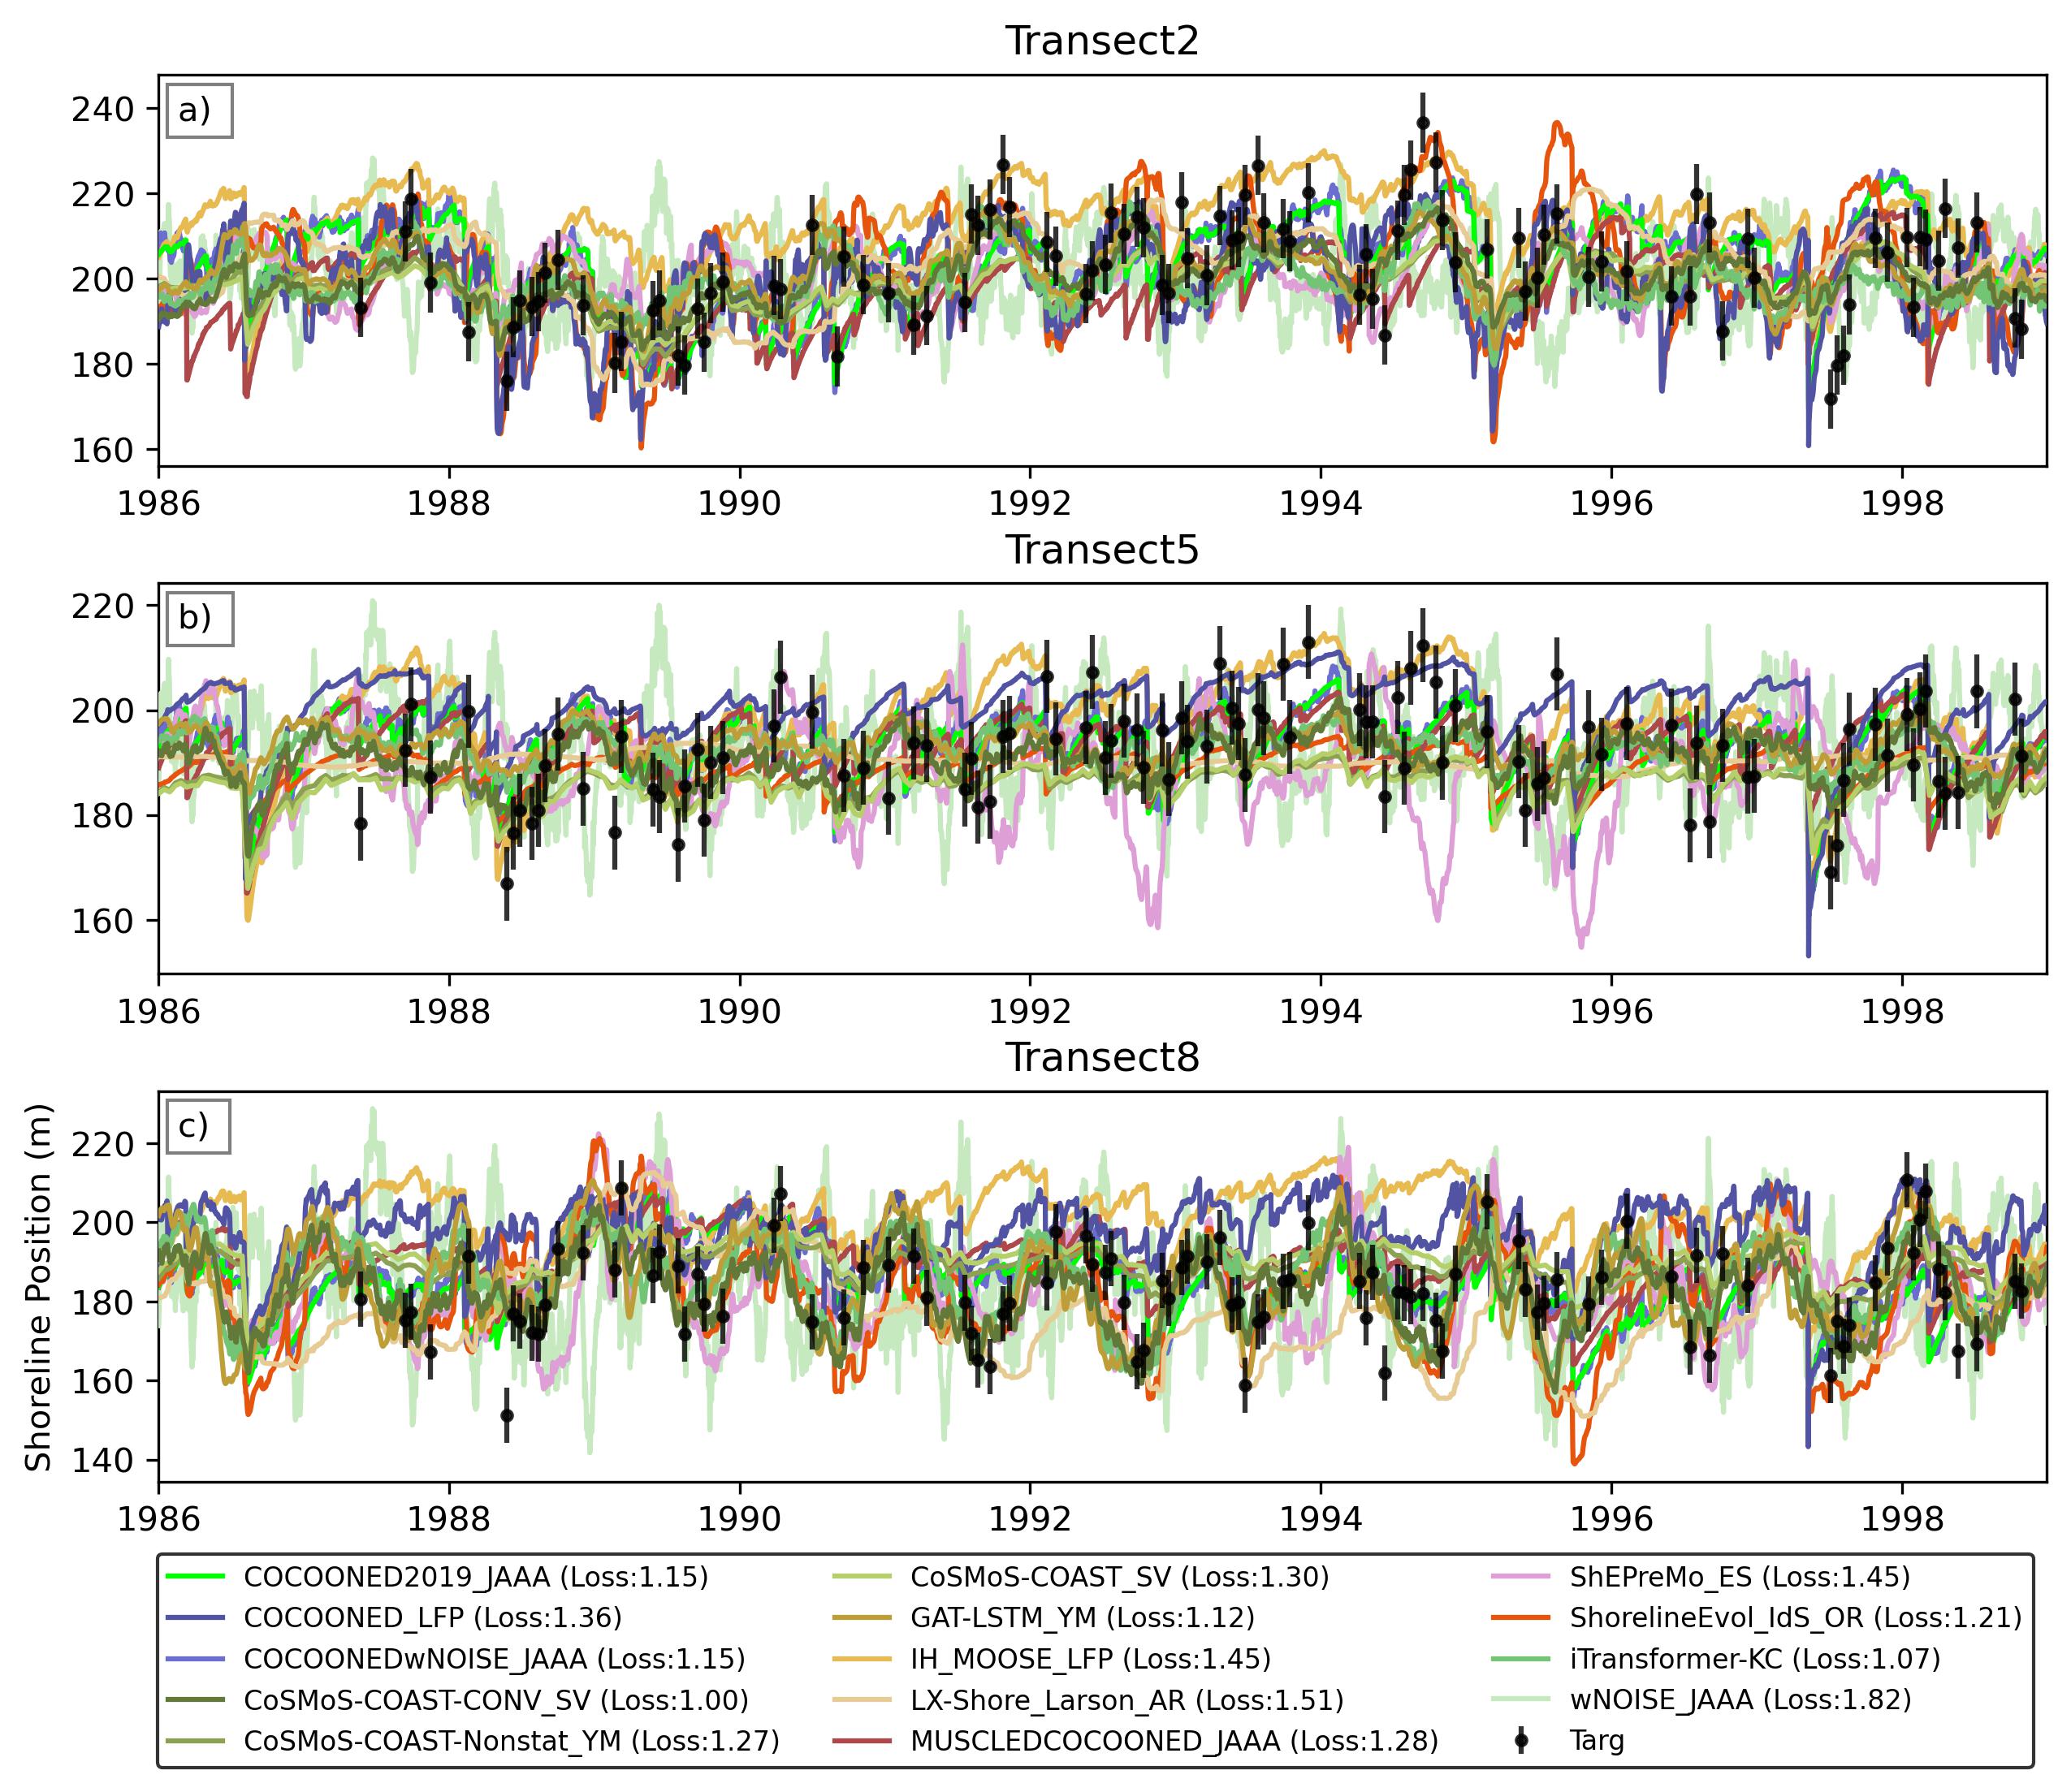 Transect2
a)
240
220
200
180
160
1986 1988 1990 1992 1994 1996 1998
Transect5
b)
220
200
180
160
1986 1988 1990 1992 1994 1996 1998
Transect8
c)
Shoreline Position (m)
220
200
180
160
140
1986 1988 1990 1992 1994 1996 1998
COCOONED2019_JAAA (Loss:1.15)
COCOONED_LFP (Loss:1.36)
COCOONEDwNOISE_JAAA (Loss:1.15)
CoSMoS-COAST-CONV_SV (Loss:1.00)
CoSMoS-COAST-Nonstat_YM (Loss:1.27)
CoSMoS-COAST_SV (Loss:1.30)
GAT-LSTM_YM (Loss:1.12)
IH_MOOSE_LFP (Loss:1.45)
LX-Shore_Larson_AR (Loss:1.51)
MUSCLEDCOCOONED_JAAA (Loss:1.28)
ShEPreMo_ES (Loss:1.45)
ShorelineEvol_IdS_OR (Loss:1.21)
iTransformer-KC (Loss:1.07)
wNOISE_JAAA (Loss:1.82)
Targ